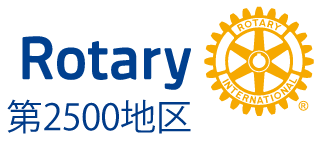 Rotary
第2500地区
ROTARY
INTERNATIONAL
®